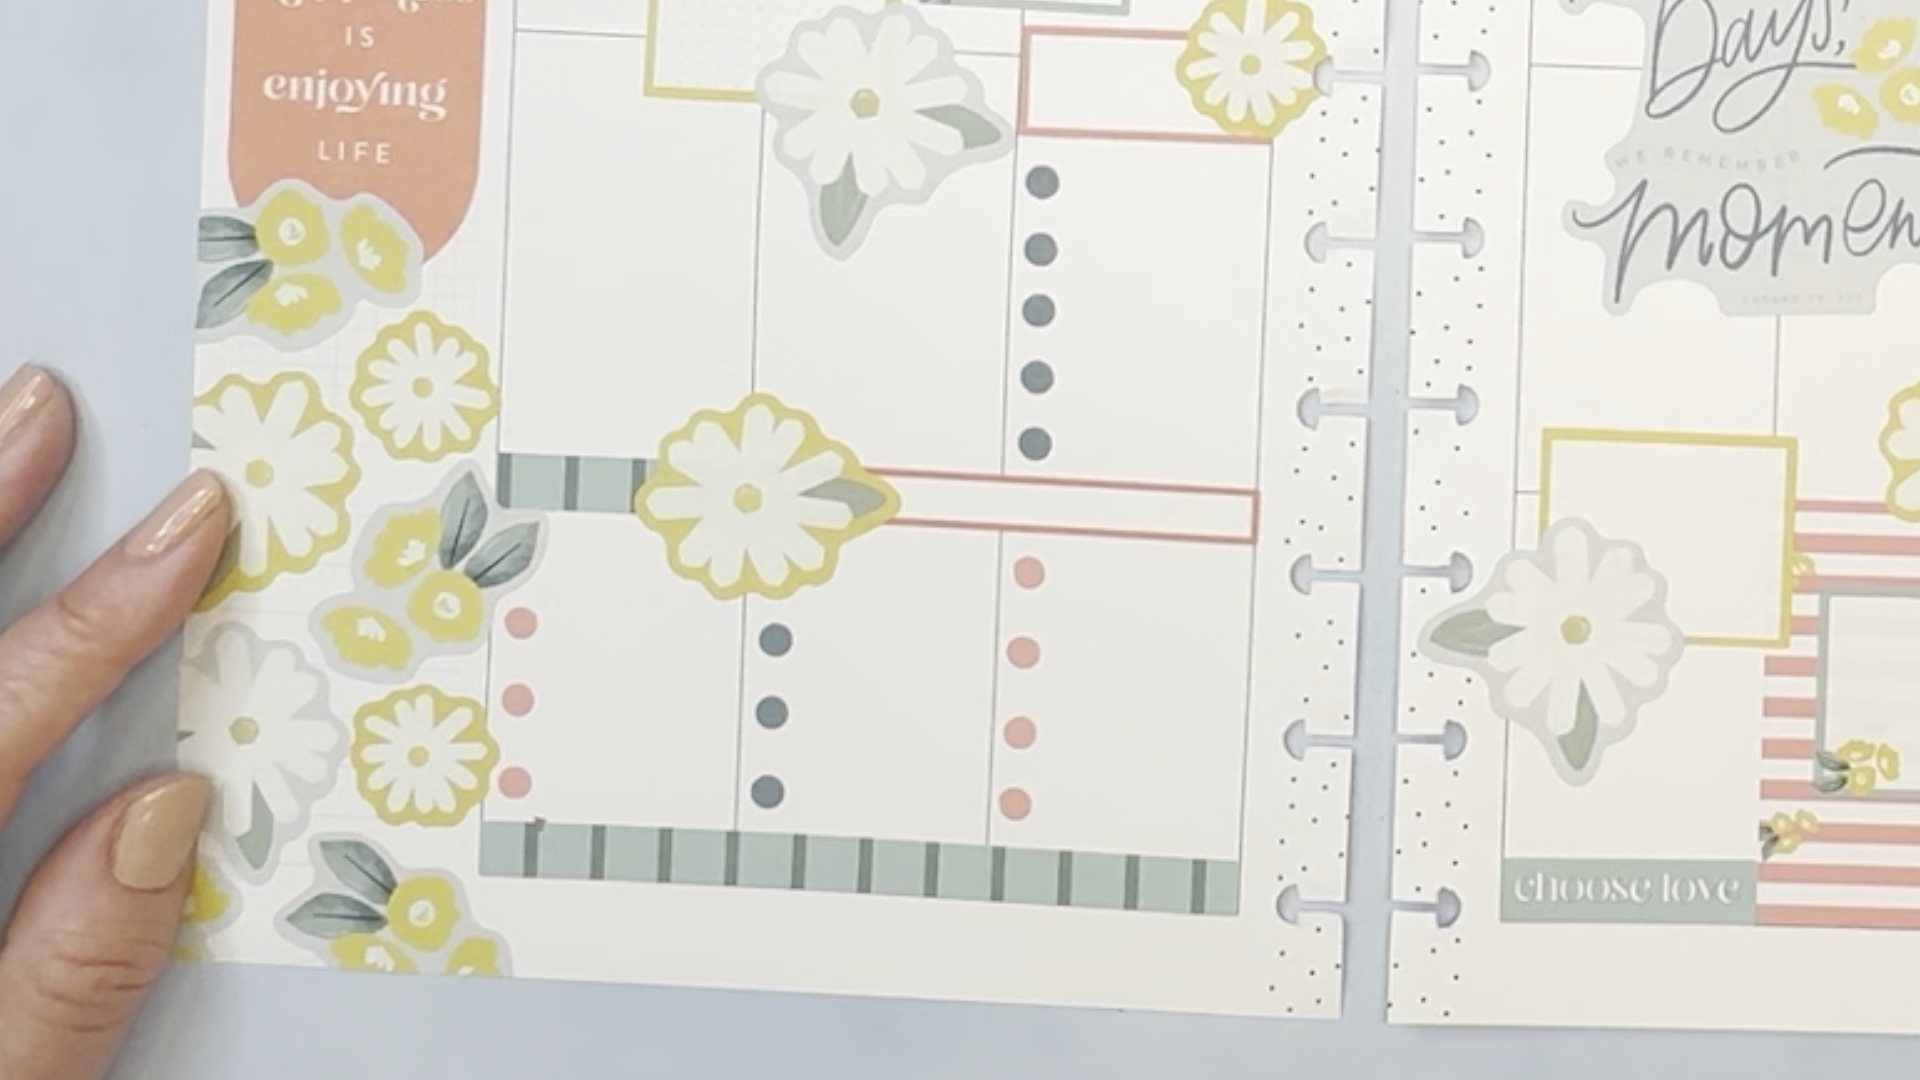 IS
enjoying
LIFE
Days,
WE REMEMBER
momen
choose love